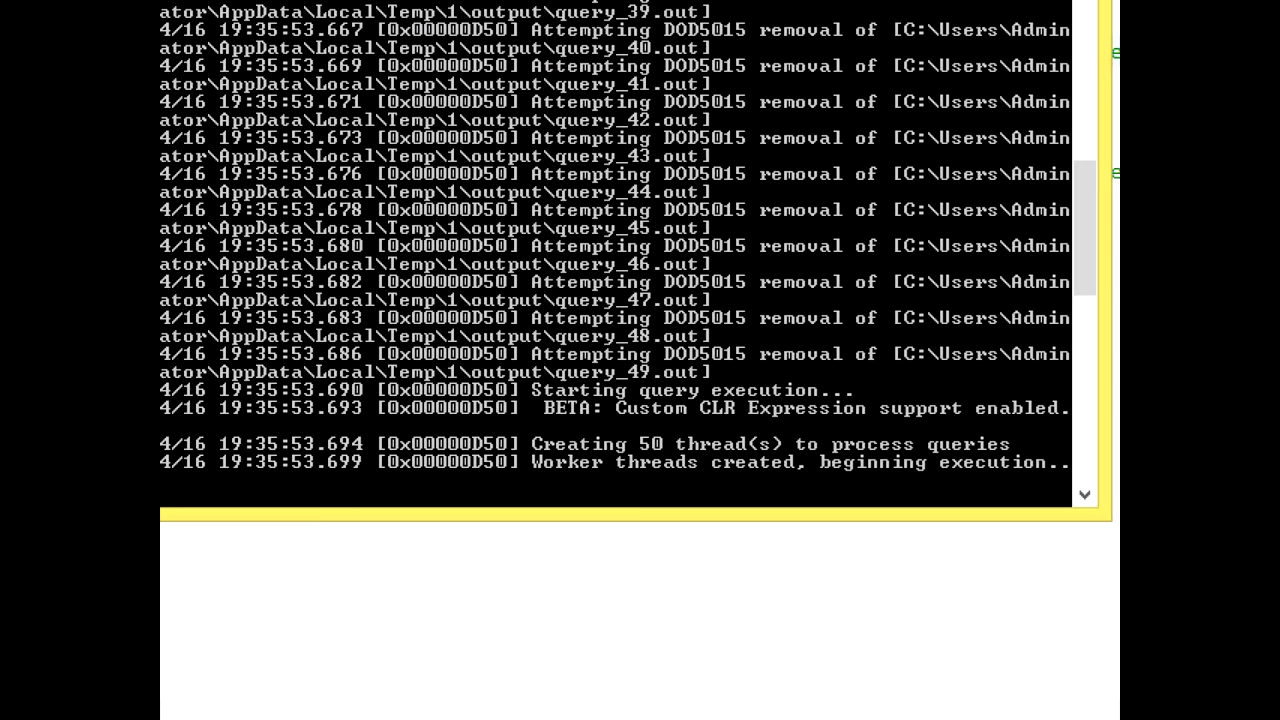 ator\AppData\Local\Temp\1\output\query_39.out]
4/16 19:35:53.667 [0x00000D50] Attempting DOD5015 removal of [C:\Users\Admin
ator\AppData\Local\Temp\1\output\query_40.out]
4/16 19:35:53.669 [0x00000D50] Attempting DOD5015 removal of [C:\Users\Admin
ator\AppData\Local\Temp\1\output\query_41.out]
4/16 19:35:53.671 [0x00000D50] Attempting DOD5015 removal of [C:\Users\Admin
ator\AppData\Local\Temp\1\output\query_42.out]
4/16 19:35:53.673 [0x00000D50] Attempting DOD5015 removal of [C:\Users\Admin
ator\AppData\Local\Temp\1\output\query_43.out]
4/16 19:35:53.676 [0x00000D50] Attempting DOD5015 removal of [C:\Users\Admin
ator\AppData\Local\Temp\1\output\query_44.out]
4/16 19:35:53.678 [0x00000D50] Attempting DOD5015 removal of [C:\Users\Admin
ator\AppData\Local\Temp\1\output\query_45.out]
4/16 19:35:53.680 [0x00000D50] Attempting DOD5015 removal of [C:\Users\Admin
ator\AppData\Local\Temp\1\output\query_46.out]
4/16 19:35:53.682 [0x00000D50] Attempting DOD5015 removal of [C:\Users\Admin
ator\AppData\Local\Temp\1\output\query_47.out]
4/16 19:35:53.683 [0x00000D50] Attempting DOD5015 removal of [C:\Users\Admin
ator\AppData\Local\Temp\1\output\query_48.out]
4/16 19:35:53.686 [0x00000D50] Attempting DOD5015 removal of [C:\Users\Admin
ator\AppData\Local\Temp\1\output\query_49.out]
4/16 19:35:53.690 [0x00000D50] Starting query execution...
4/16 19:35:53.693 [0x00000D50]  BETA: Custom CLR Expression support enabled.
4/16 19:35:53.694 [0x00000D50] Creating 50 thread(s) to process queries
4/16 19:35:53.699 [0x00000D50] Worker threads created, beginning execution..